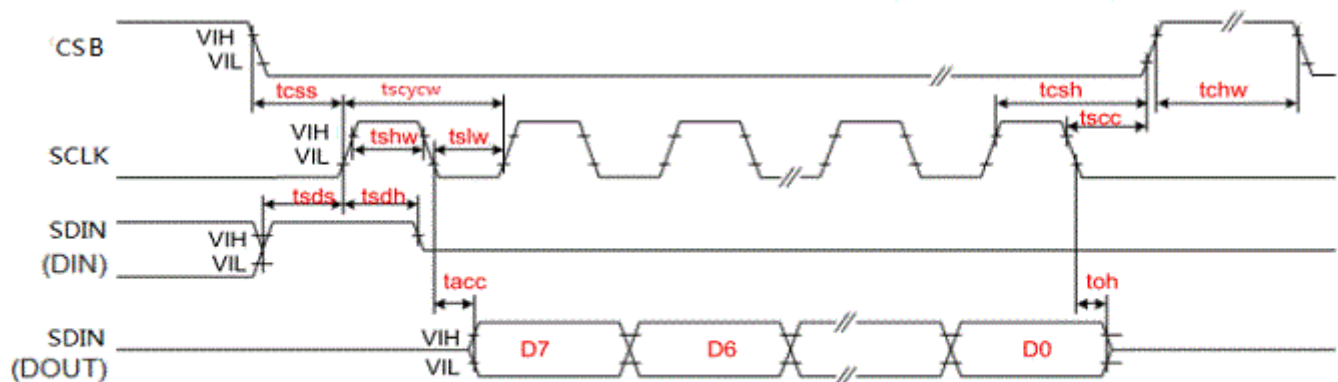 CSB
VIH
VIL
tcss
tscycw
tcsh
tchw
SCLK
VIH
VIL
tshw
tslw
tscc
tsds
tsdh
SDIN
(DIN)
VIH
VIL
tacc
toh
SDIN
(DOUT)
VIH
VIL
D7
D6
D0